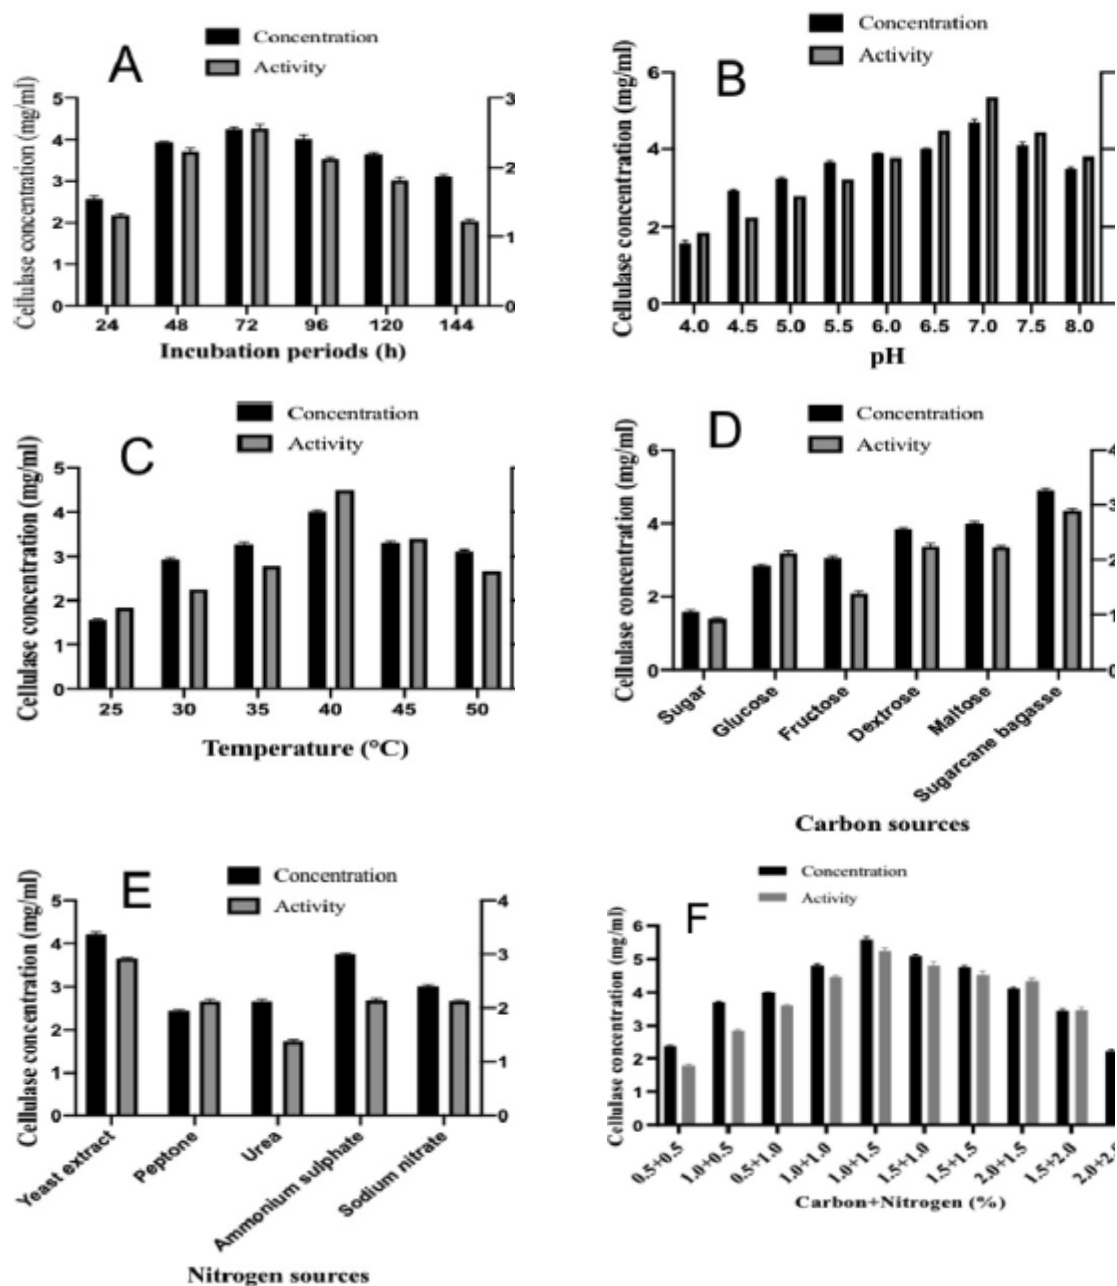 Concentration
Activity
A
Cellulase concentration (mg/ml)
5
4
3
2
1
0
3
2
1
0
24 48 72 96 120 144
Incubation periods (h)
Concentration
Activity
B
Cellulase concentration (mg/ml)
6
4
2
0
4.0 4.5 5.0 5.5 6.0 6.5 7.0 7.5 8.0
pH
Concentration
Activity
C
Cellulase concentration (mg/ml)
5
4
3
2
1
0
25 30 35 40 45 50
Temperature (°C)
Concentration
Activity
D
Cellulase concentration (mg/ml)
6
4
2
0
4
3
2
1
0
Sugar Glucose Fructose Dextrose Maltose Sugarcane bagasse
Carbon sources
Concentration
Activity
E
Cellulase concentration (mg/ml)
5
4
3
2
1
0
4
3
2
1
0
Yeast extract Peptone Urea Ammonium sulphate Sodium nitrate
Nitrogen sources
Concentration
Activity
F
Cellulase concentration (mg/ml)
6
5
4
3
2
1
0
0.5+0.5 1.0+0.5 0.5+1.0 1.0+1.0 1.0+1.5 1.5+1.0 1.5+1.5 2.0+1.5 1.5+2.0
Carbon+Nitrogen (%)